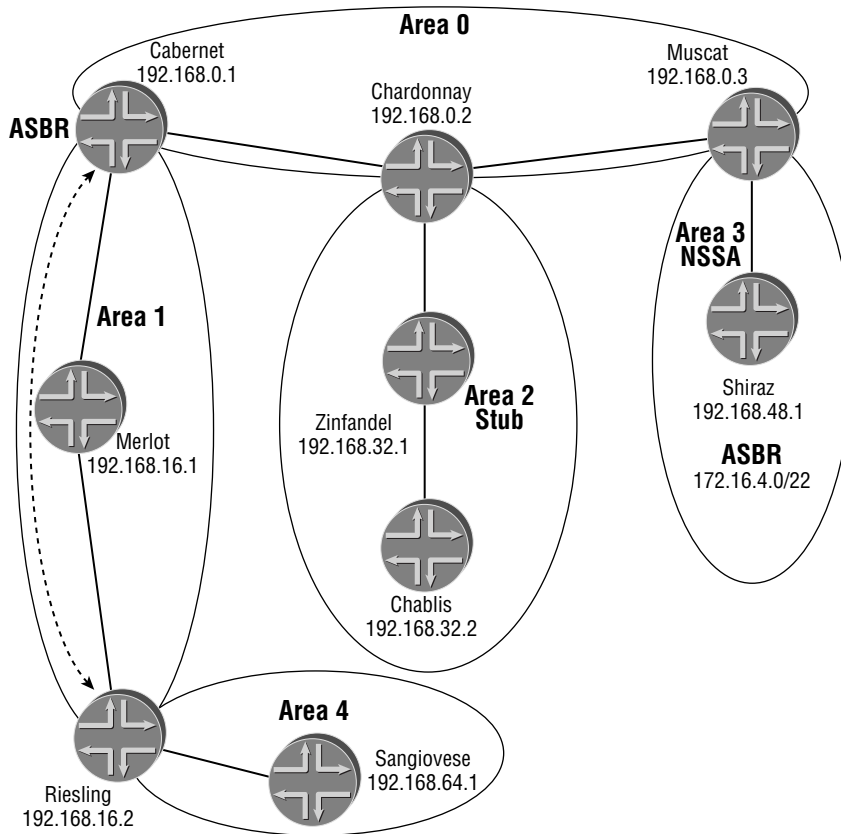 Area 0
Cabernet
192.168.0.1
Muscat
192.168.0.3
Chardonnay
192.168.0.2
ASBR
Area 1
Merlot
192.168.16.1
Zinfandel
192.168.32.1
Area 2
Stub
Chablis
192.168.32.2
Area 3
NSSA
Shiraz
192.168.48.1
ASBR
172.16.4.0/22
Area 4
Riesling
192.168.16.2
Sangiovese
192.168.64.1